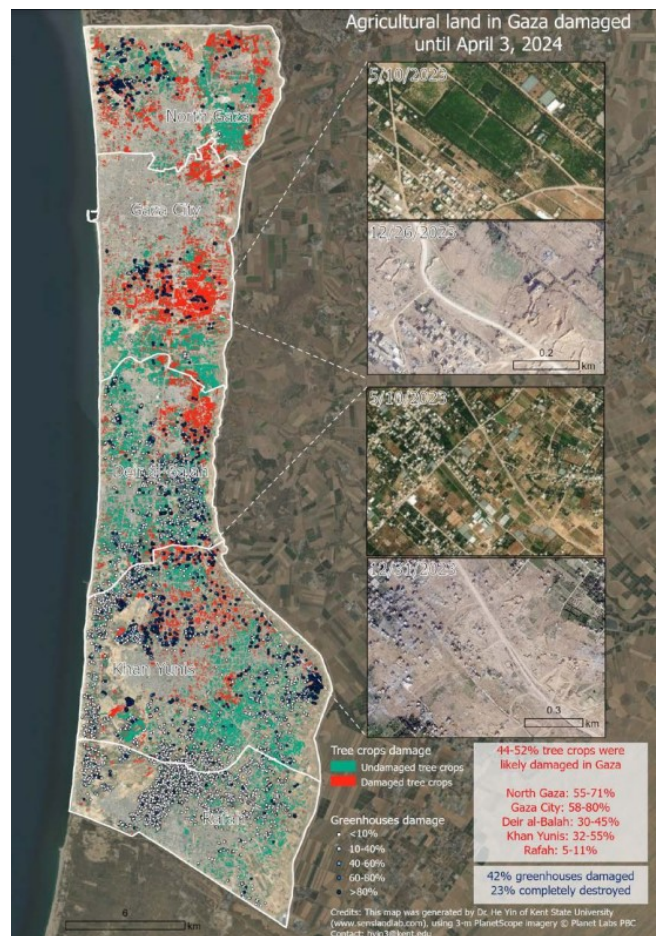 Agricultural land in Gaza damaged
until April 3, 2024
5/10/2023
North Gaza
Gaza City
12/26/2023
0.2
km
5/10/2023
Deir al-Balah
12/31/2023
Khan Yunis
0.3
km
Tree crops damage
Undamaged tree crops
Damaged tree crops
44-52% tree crops were
likely damaged in Gaza
North Gaza: 55-71%
Gaza City: 58-80%
Deir al-Balah: 30-45%
Khan Yunis: 32-55%
Rafah: 5-11%
Rafah
Greenhouses damage
<10%
10-40%
40-60%
60-80%
>80%
42% greenhouses damaged
23% completely destroyed
6
km
Credits: This map was generated by Dr. He Yin of Kent State University
(www.senslandlab.com), using 3-m PlanetScope imagery © Planet Labs PBC
Contact: hyin3@kent.edu